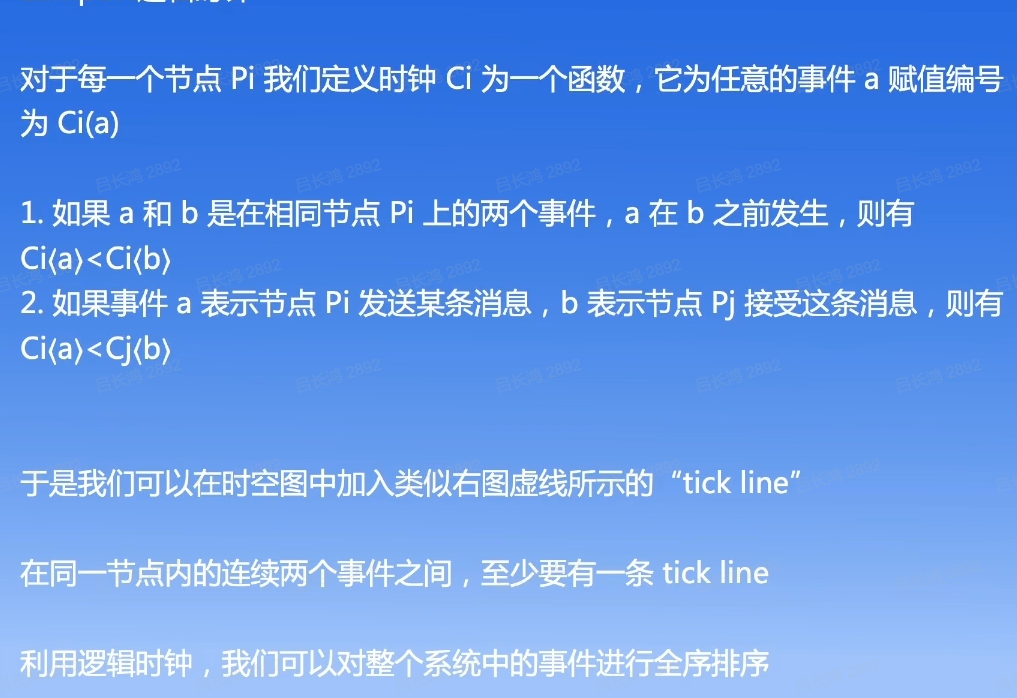 对于每一个节点 Pi 我们定义时钟 Ci 为一个函数，它为任意的事件 a 赋值编号
为 Ci(a)
1. 如果 a 和 b 是在相同节点 Pi 上的两个事件，a 在 b 之前发生，则有
Ci⟨a⟩<Ci⟨b⟩
2. 如果事件 a 表示节点 Pi 发送某条消息，b 表示节点 Pj 接受这条消息，则有
Ci⟨a⟩<Cj⟨b⟩
于是我们可以在时空图中加入类似右图虚线所示的“tick line”
在同一节点内的连续两个事件之间，至少要有一条 tick line
利用逻辑时钟，我们可以对整个系统中的事件进行全序排序